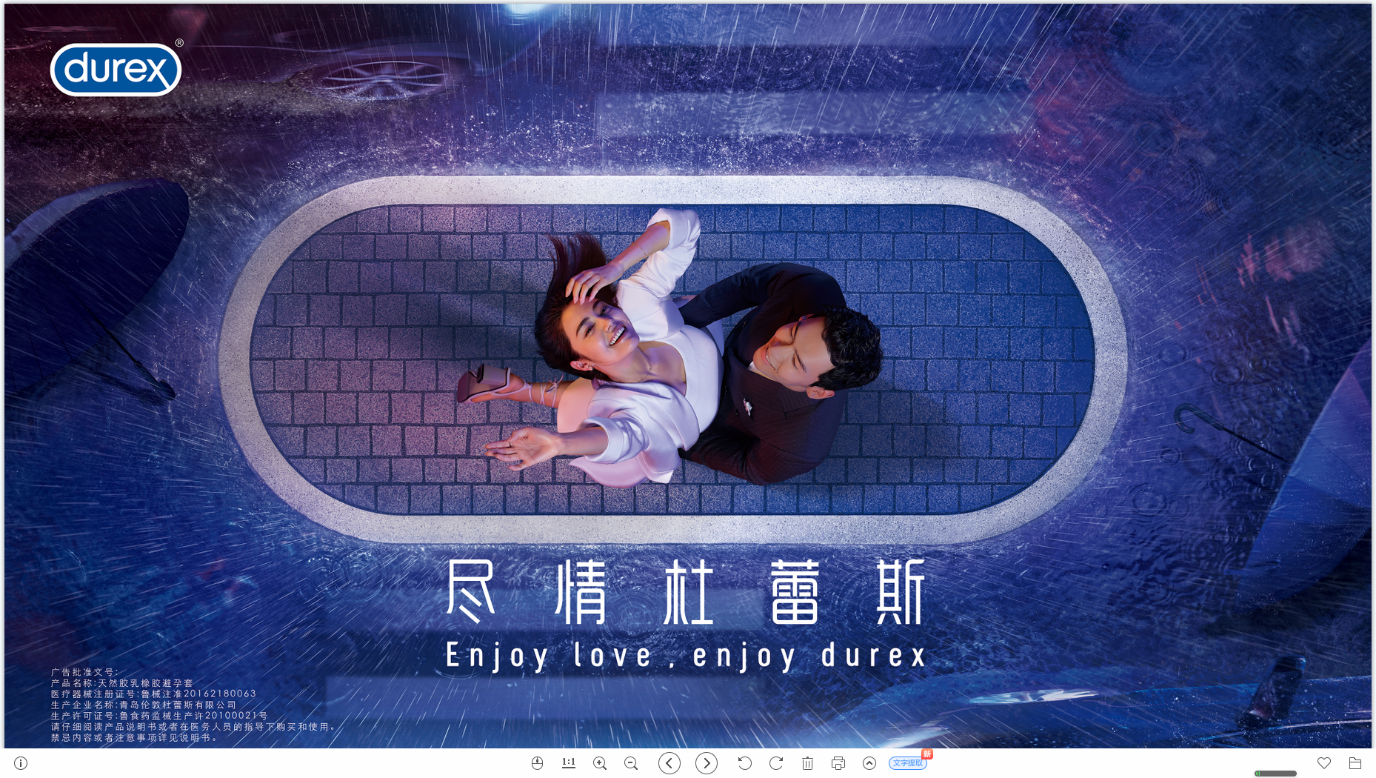 durex®
尽情杜蕾斯
Enjoy love, enjoy durex
广告批准文号:
产品名称:天然胶乳橡胶避孕套
医疗器械注册证号:鲁械注准20162180063
生产企业名称:青岛伦敦杜蕾斯有限公司
生产许可证号:鲁食药监械生产许20100021号
请仔细阅读产品说明书或者在医务人员的指导下购买和使用。
禁忌内容或者注意事项详见说明书。
1:1
文字提取
新